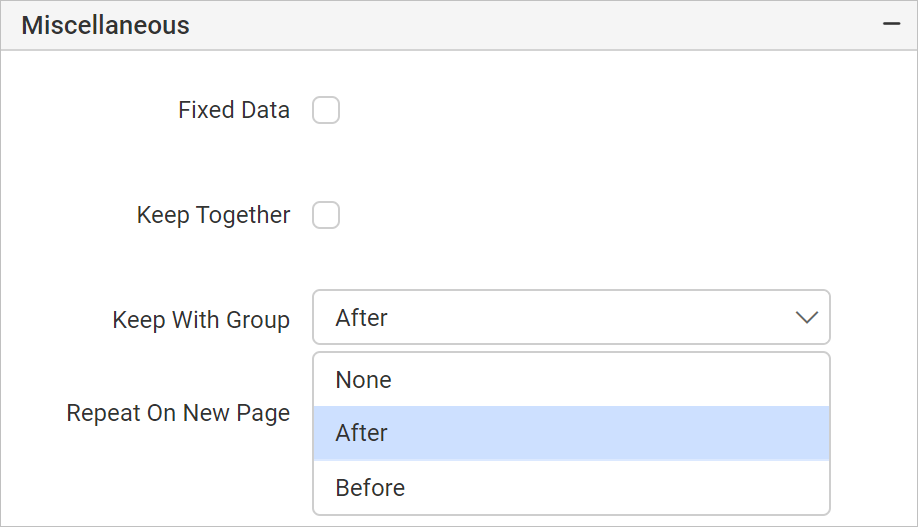 Miscellaneous
Fixed Data
Keep Together
Keep With Group After
None
Repeat On New Page
After
Before